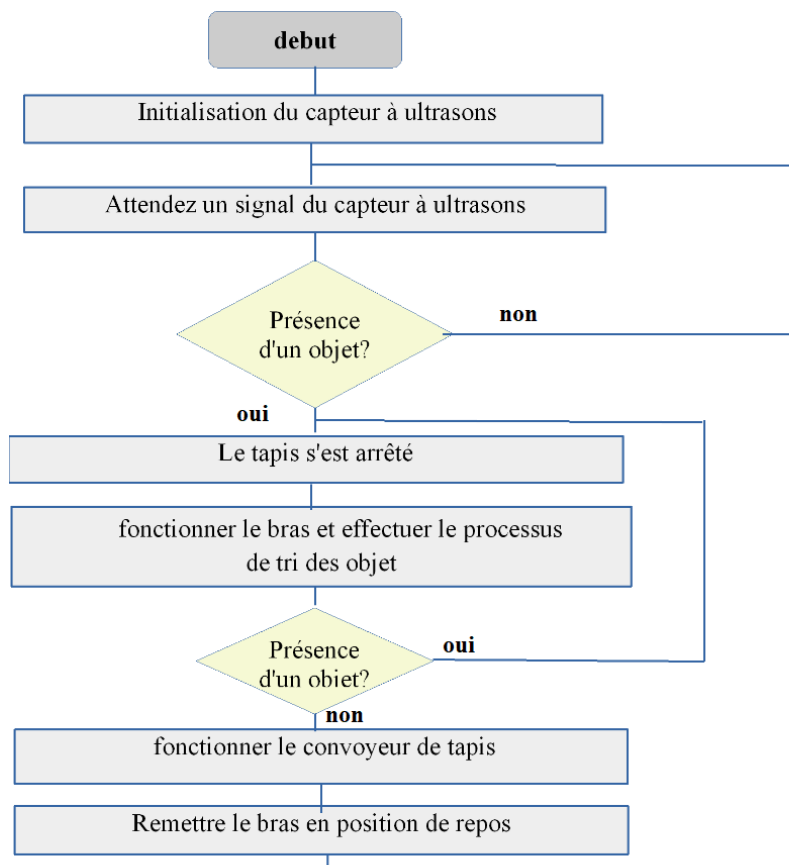 debut
Initialisation du capteur à ultrasons
Attendez un signal du capteur à ultrasons
Présence
d'un objet?
non
oui
Le tapis s'est arrêté
fonctionner le bras et effectuer le processus
de tri des objet
Présence
d'un objet?
oui
non
fonctionner le convoyeur de tapis
Remettre le bras en position de repos